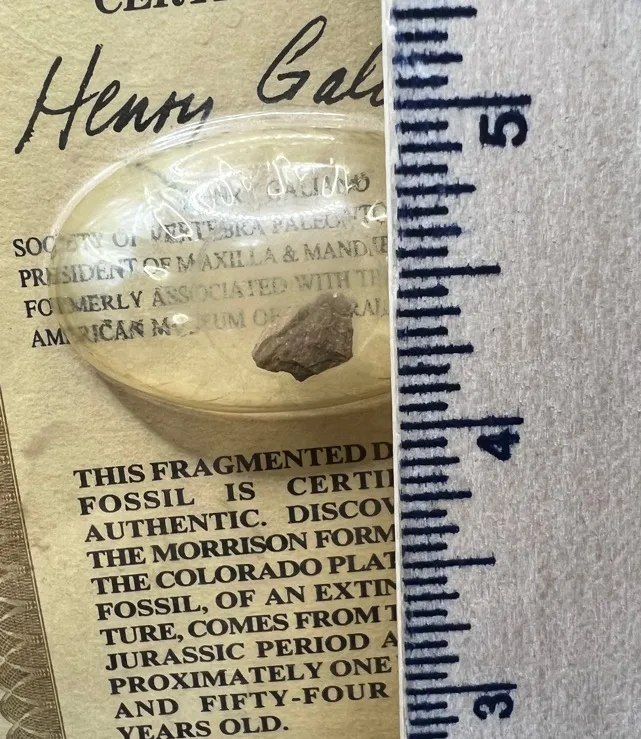 Henry Gal
SOCIETY OF VERTEBRA PALEONTO
PRESIDENT OF MAXILLA & MAND
FORMERLY ASSOCIATED WITH TH
AMERICAN MUSEUM OF
THIS FRAGMENTED D
FOSSIL IS CERTI
AUTHENTIC. DISCOV
THE MORRISON FORM
THE COLORADO PLAT
FOSSIL, OF AN EXTIN
TURE, COMES FROM T
JURASSIC PERIOD A
PROXIMATELY ONE
AND FIFTY-FOUR
YEARS OLD.
5
4
3